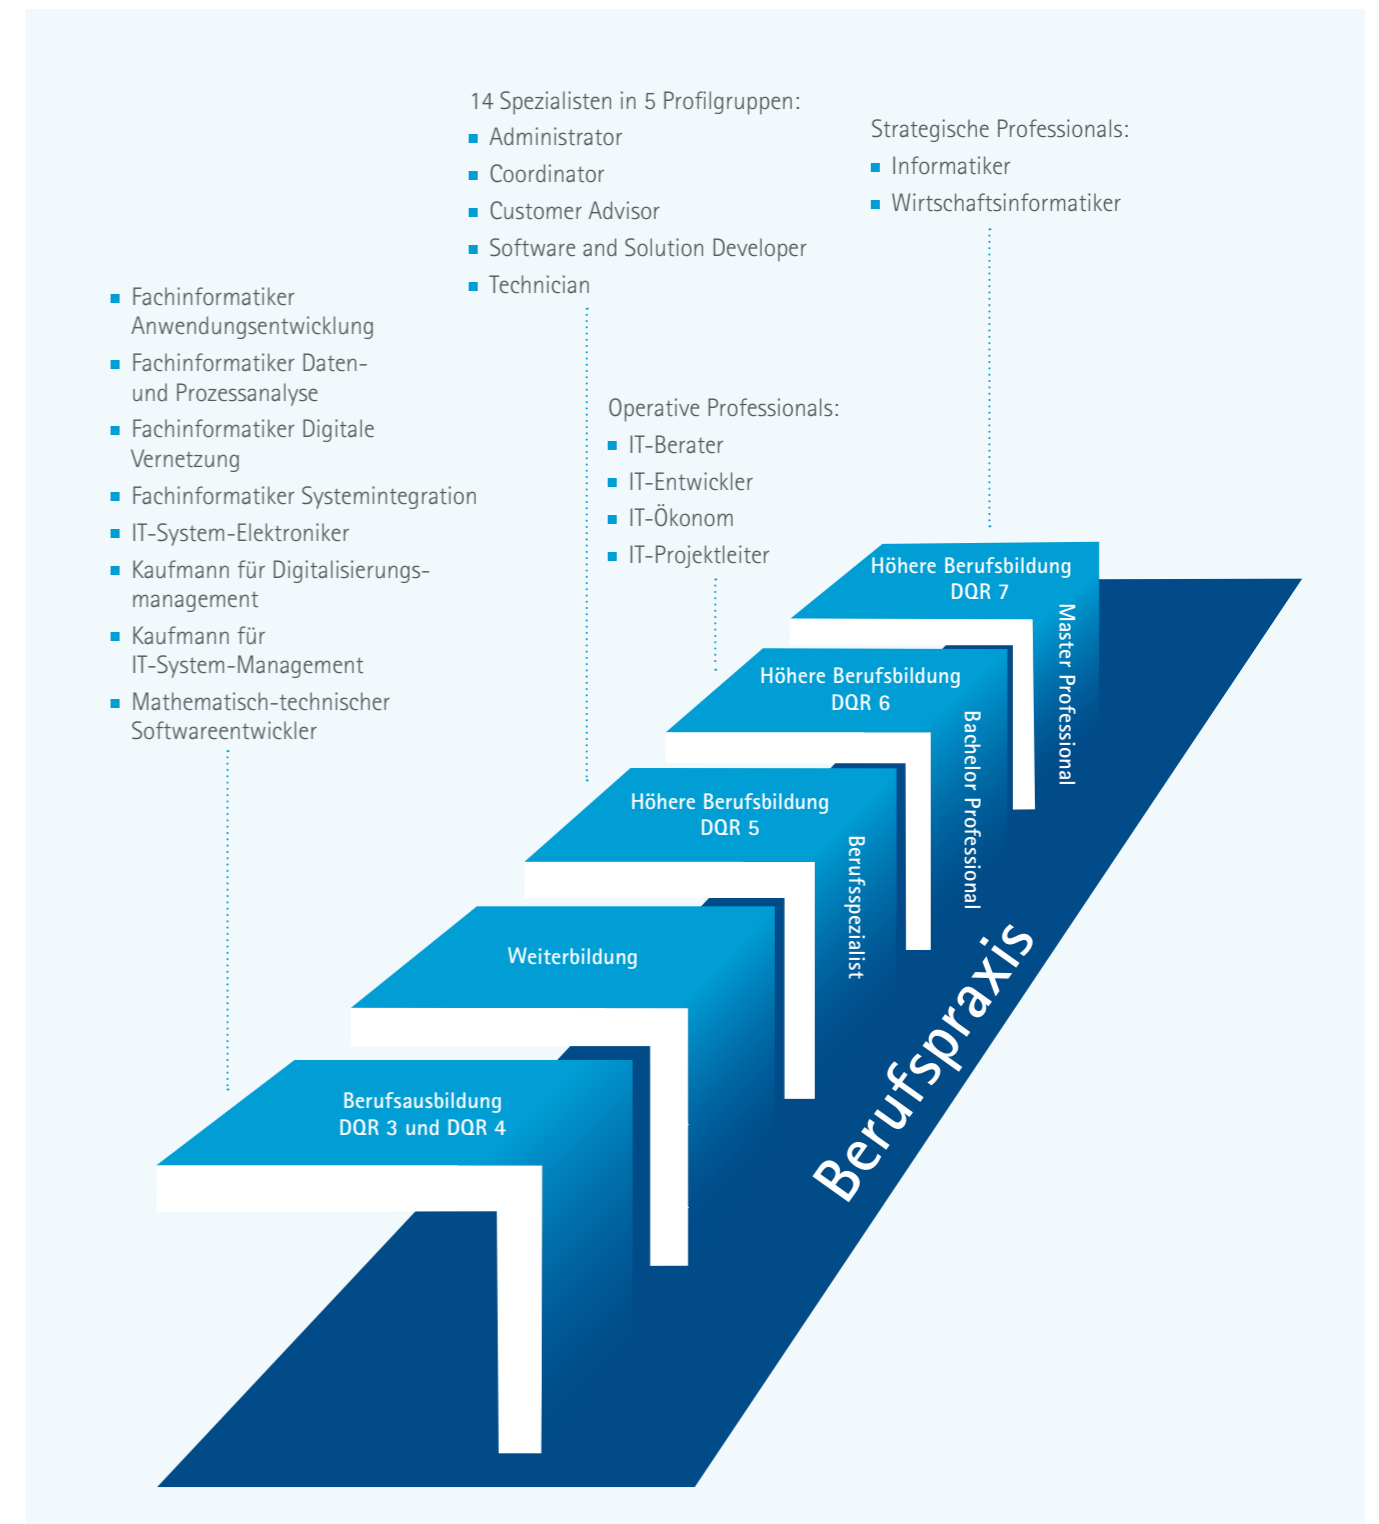 14 Spezialisten in 5 Profilgruppen:
Administrator
Coordinator
Customer Advisor
Software and Solution Developer
Technician
Strategische Professionals:
Informatiker
Wirtschaftsinformatiker
Fachinformatiker
Anwendungsentwicklung
Fachinformatiker Daten-
und Prozessanalyse
Fachinformatiker Digitale
Vernetzung
Fachinformatiker Systemintegration
IT-System-Elektroniker
Kaufmann für Digitalisierungs-
management
Kaufmann für
IT-System-Management
Mathematisch-technischer
Softwareentwickler
Operative Professionals:
IT-Berater
IT-Entwickler
IT-Ökonom
IT-Projektleiter
Höhere Berufsbildung
DQR 7
Master Professional
Höhere Berufsbildung
DQR 6
Bachelor Professional
Höhere Berufsbildung
DQR 5
Berufsspezialist
Weiterbildung
Berufsausbildung
DQR 3 und DQR 4
Berufspraxis